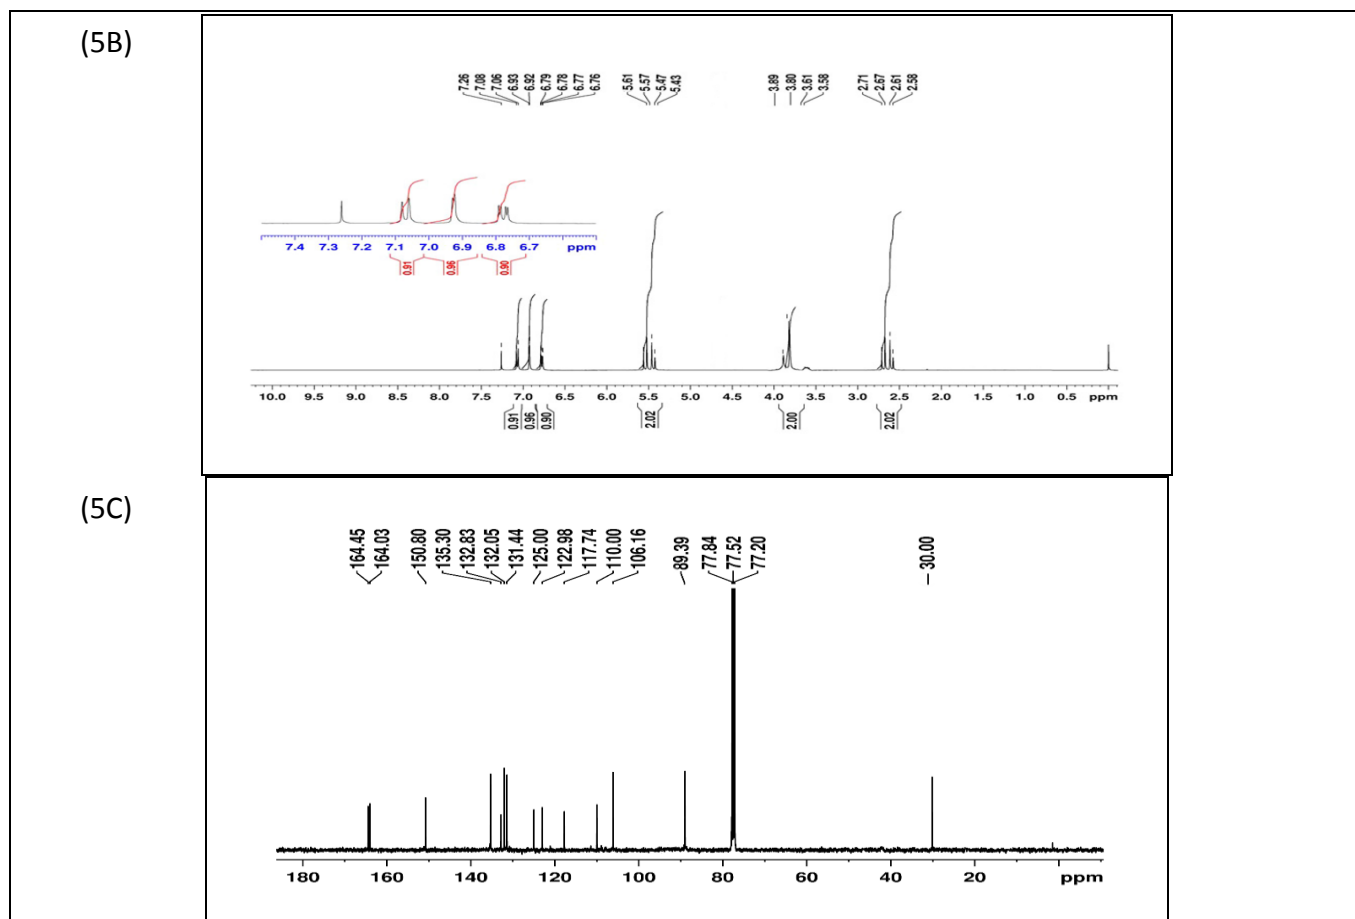 (5B)
7.26 7.08 7.06 6.93 6.92 6.79 6.78 6.77 6.76 5.61 5.57 5.47 5.43 3.89 3.80 3.61 3.58 2.71 2.67 2.61 2.58
7.4 7.3 7.2 7.1 7.0 6.9 6.8 6.7 ppm
0.91 0.96 0.90
10.0 9.5 9.0 8.5 8.0 7.5 7.0 6.5 6.0 5.5 5.0 4.5 4.0 3.5 3.0 2.5 2.0 1.5 1.0 0.5 ppm
0.91 0.96 0.90 2.02 2.00 2.02
(5C)
164.45 164.03 150.80 135.30 132.83 132.05 131.44 125.00 122.98 117.74 110.00 106.16 89.39 77.84 77.52 77.20 30.00
180 160 140 120 100 80 60 40 20 ppm